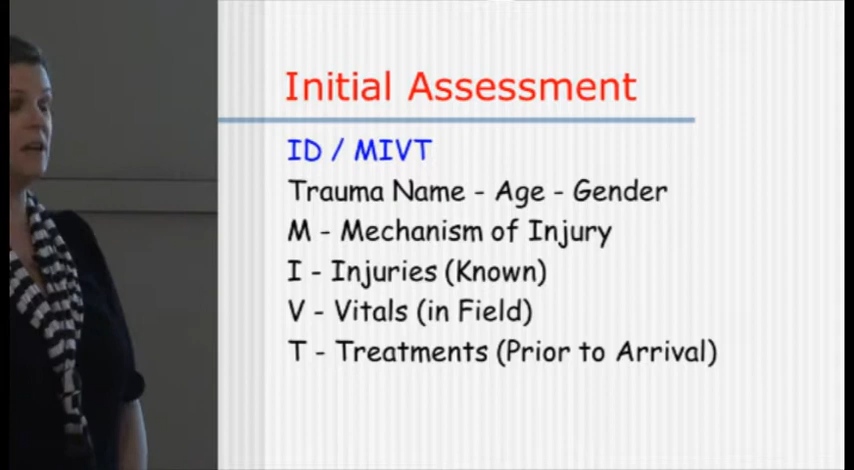 Initial Assessment
ID / MIVT
Trauma Name - Age - Gender
M - Mechanism of Injury
I - Injuries (Known)
V - Vitals (in Field)
T - Treatments (Prior to Arrival)